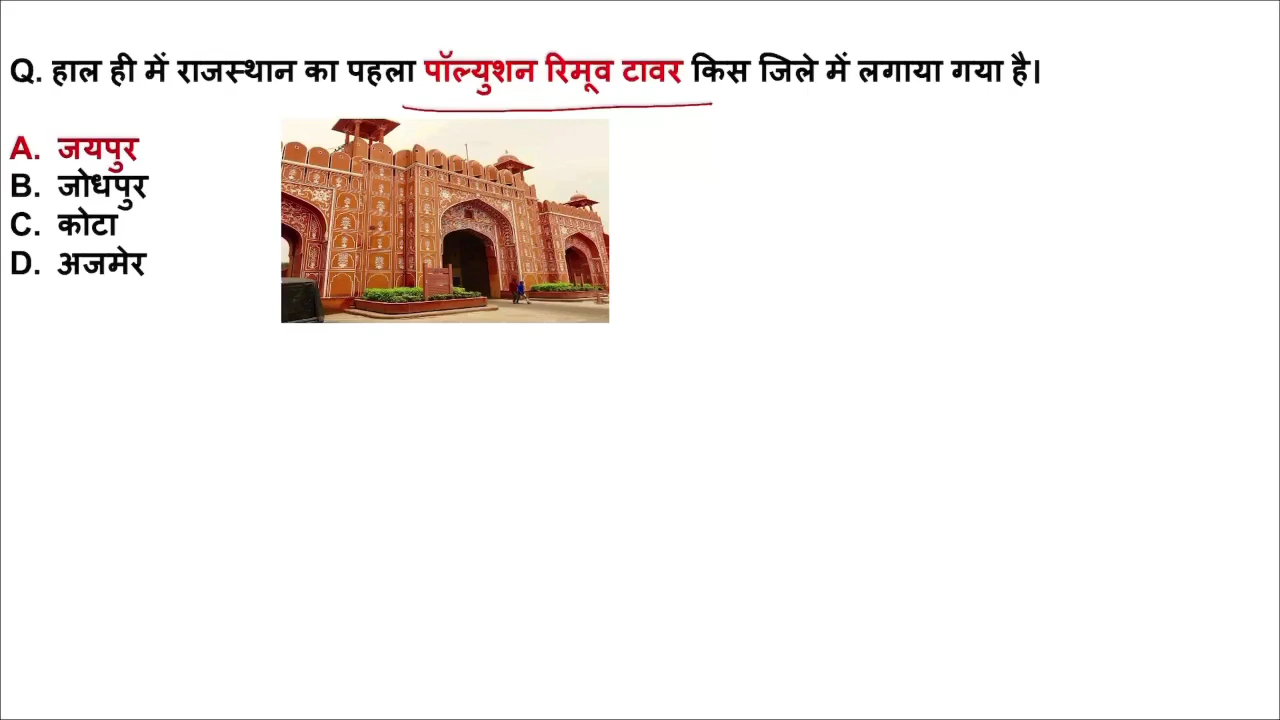 Q. हाल ही में राजस्थान का पहला पॉल्युशन रिमूव टावर किस जिले में लगाया गया है।
A. जयपुर
B. जोधपुर
C. कोटा
D. अजमेर